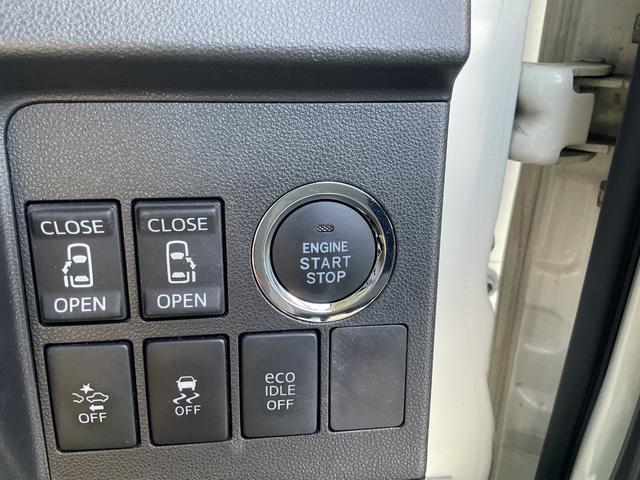 CLOSE
OPEN
CLOSE
OPEN
ENGINE
START
STOP
OFF
OFF
eco
IDLE
OFF